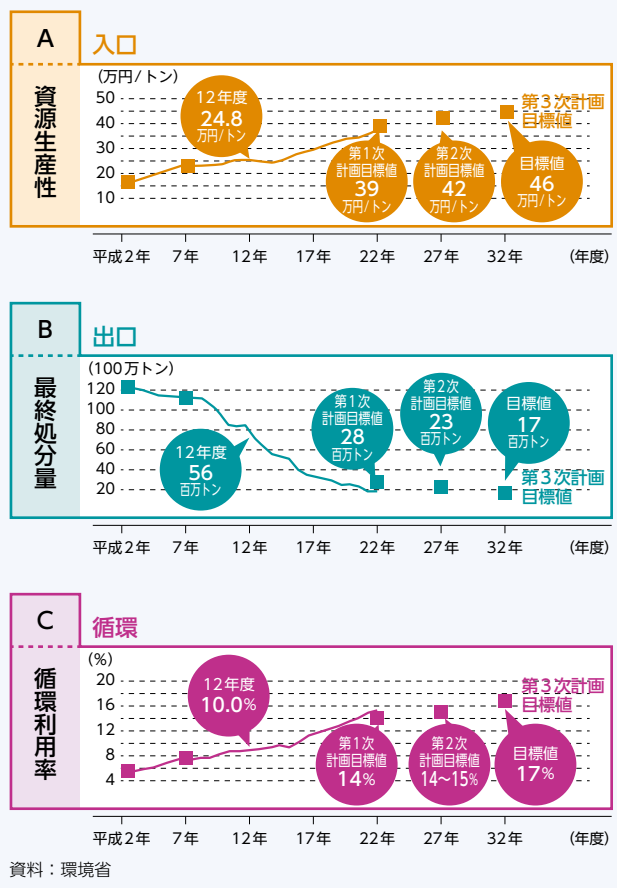 A
入口
資源生産性
(万円/トン)
50
40
30
20
10
12年度
24.8
万円/トン
第1次
計画目標値
39
万円/トン
第2次
計画目標値
42
万円/トン
第3次計画
目標値
目標値
46
万円/トン
平成2年 7年 12年 17年 22年 27年 32年 (年度)
B
出口
最終処分量
(100万トン)
120
100
80
60
40
20
12年度
56
百万トン
第1次
計画目標値
28
百万トン
第2次
計画目標値
23
百万トン
目標値
17
百万トン
第3次計画
目標値
平成2年 7年 12年 17年 22年 27年 32年 (年度)
C
循環
循環利用率
(%)
20
16
12
8
4
12年度
10.0%
第1次
計画目標値
14%
第2次
計画目標値
14〜15%
第3次計画
目標値
目標値
17%
平成2年 7年 12年 17年 22年 27年 32年 (年度)
資料：環境省